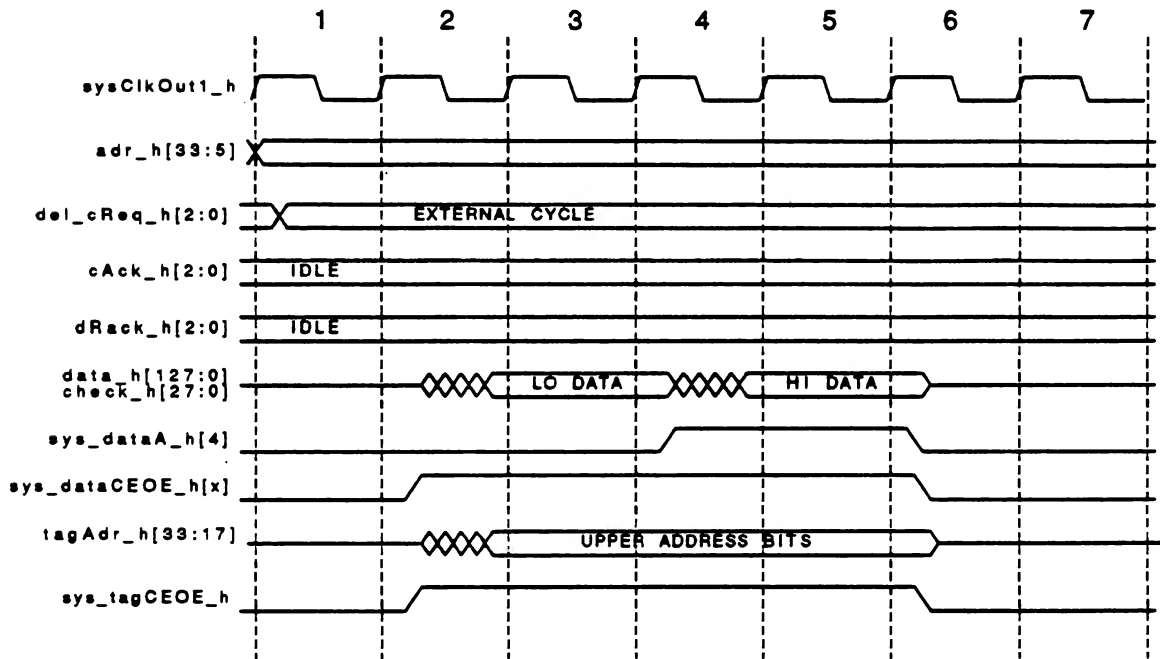 1 2 3 4 5 6 7
sysClkOut1_h
adr_h[33:5]
del_cReq_h[2:0] EXTERNAL CYCLE
cAck_h[2:0] IDLE
dRack_h[2:0] IDLE
data_h[127:0]
check_h[27:0] LO DATA HI DATA
sys_dataA_h[4]
sys_dataCEOE_h[x]
tagAdr_h[33:17] UPPER ADDRESS BITS
sys_tagCEOE_h